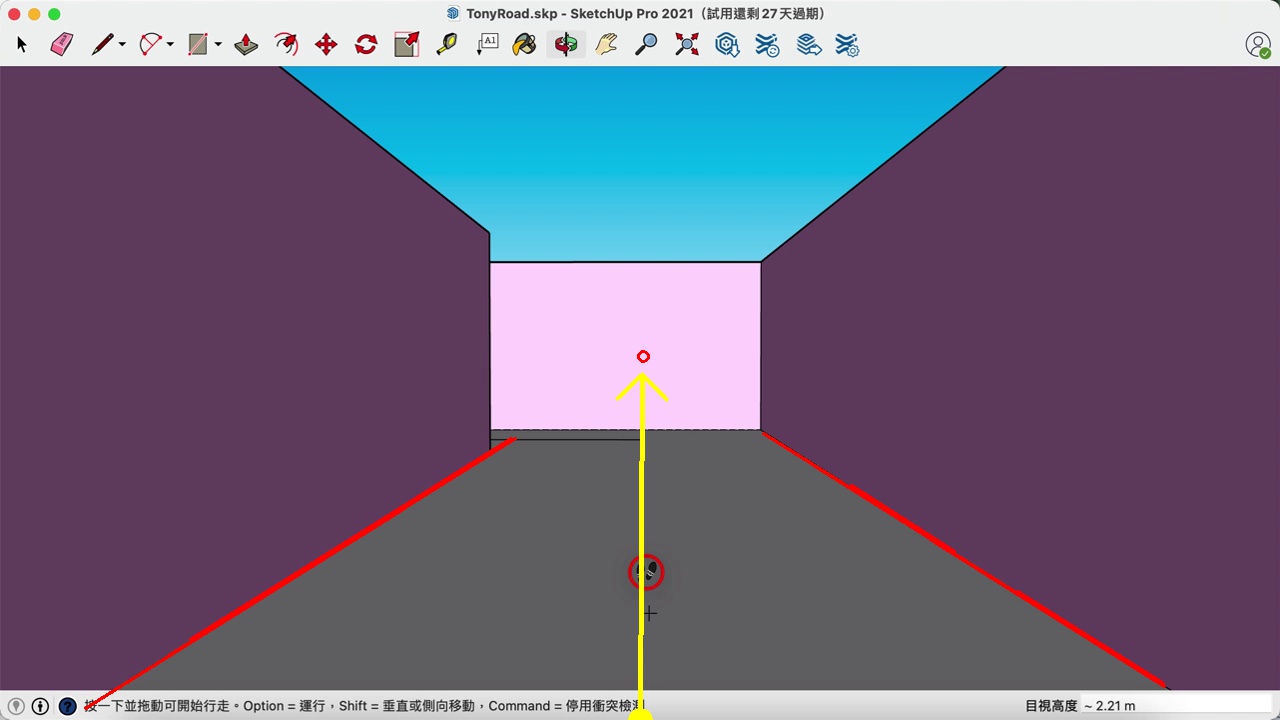 TonyRoad.skp - SketchUp Pro 2021（試用還剩 27 天過期）
A1
按一下並拖動可開始行走。Option = 運行，Shift = 垂直或側向移動，Command = 停用衝突檢測
目視高度 ~ 2.21 m